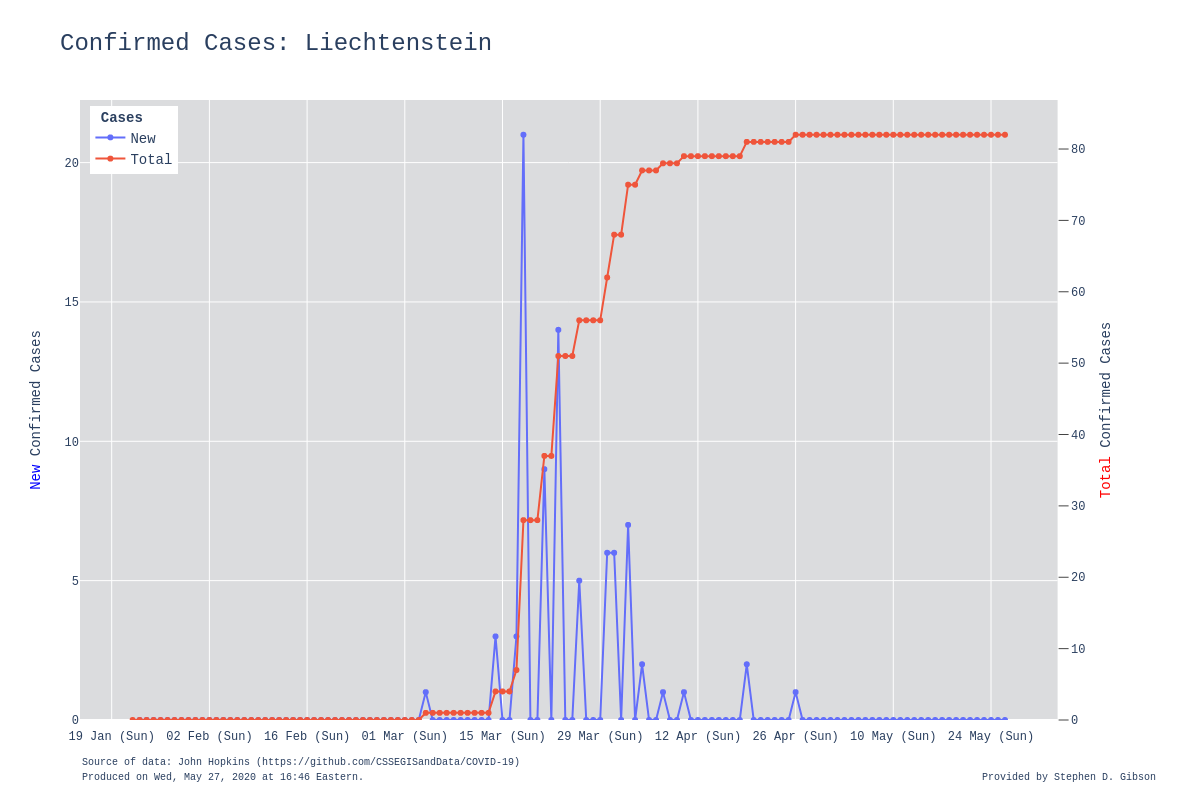 Confirmed Cases: Liechtenstein
Cases
New
Total
20
15
10
5
0
80
70
60
50
40
30
20
10
0
New Confirmed Cases
Total Confirmed Cases
19 Jan (Sun) 02 Feb (Sun) 16 Feb (Sun) 01 Mar (Sun) 15 Mar (Sun) 29 Mar (Sun) 12 Apr (Sun) 26 Apr (Sun) 10 May (Sun) 24 May (Sun)
Source of data: John Hopkins (https://github.com/CSSEGISandData/COVID-19)
Produced on Wed, May 27, 2020 at 16:46 Eastern.
Provided by Stephen D. Gibson